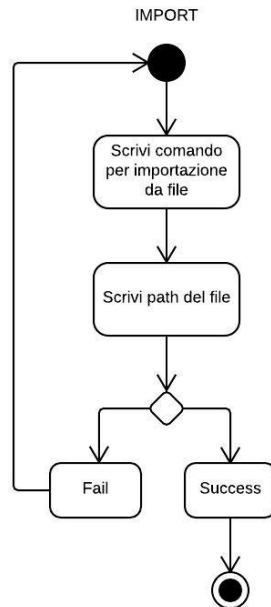 IMPORT
Scrivi comando
per importazione
da file
Scrivi path del file
Fail
Success